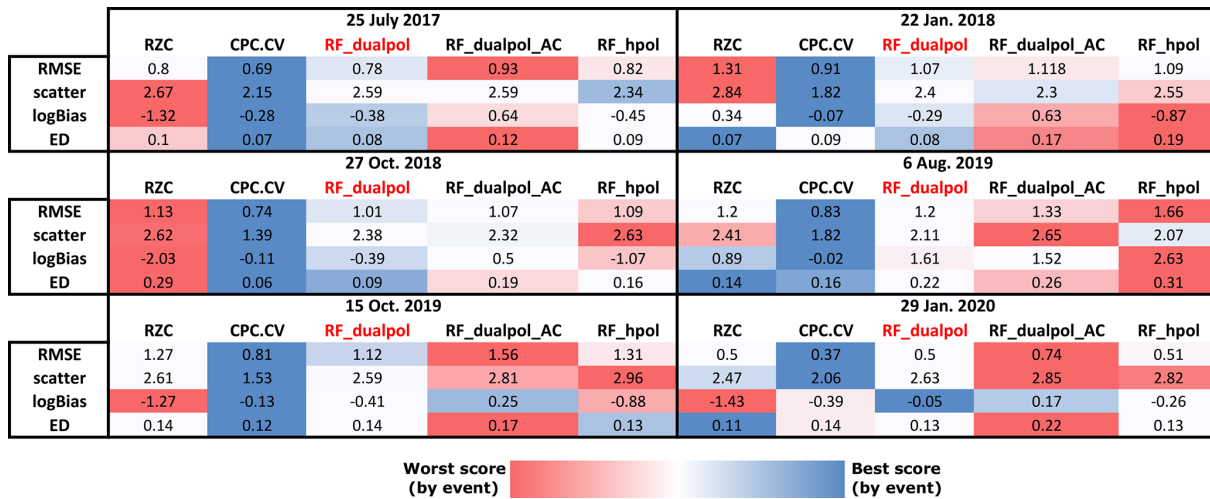 25 July 2017 22 Jan. 2018
RZC CPC.CV RF_dualpol RF_dualpol_AC RF_hpol RZC CPC.CV RF_dualpol RF_dualpol_AC RF_hpol
RMSE 0.8 0.69 0.78 0.93 0.82 1.31 0.91 1.07 1.118 1.09
scatter 2.67 2.15 2.59 2.59 2.34 2.84 1.82 2.4 2.3 2.55
logBias -1.32 -0.28 -0.38 0.64 -0.45 0.34 -0.07 -0.29 0.63 -0.87
ED 0.1 0.07 0.08 0.12 0.09 0.07 0.09 0.08 0.17 0.19
27 Oct. 2018 6 Aug. 2019
RZC CPC.CV RF_dualpol RF_dualpol_AC RF_hpol RZC CPC.CV RF_dualpol RF_dualpol_AC RF_hpol
RMSE 1.13 0.74 1.01 1.07 1.09 1.2 0.83 1.2 1.33 1.66
scatter 2.62 1.39 2.38 2.32 2.63 2.41 1.82 2.11 2.65 2.07
logBias -2.03 -0.11 -0.39 0.5 -1.07 0.89 -0.02 1.61 1.52 2.63
ED 0.29 0.06 0.09 0.19 0.16 0.14 0.16 0.22 0.26 0.31
15 Oct. 2019 29 Jan. 2020
RZC CPC.CV RF_dualpol RF_dualpol_AC RF_hpol RZC CPC.CV RF_dualpol RF_dualpol_AC RF_hpol
RMSE 1.27 0.81 1.12 1.56 1.31 0.5 0.37 0.5 0.74 0.51
scatter 2.61 1.53 2.59 2.81 2.96 2.47 2.06 2.63 2.85 2.82
logBias -1.27 -0.13 -0.41 0.25 -0.88 -1.43 -0.39 -0.05 0.17 -0.26
ED 0.14 0.12 0.14 0.17 0.13 0.11 0.14 0.13 0.22 0.13
Worst score Best score
(by event) (by event)